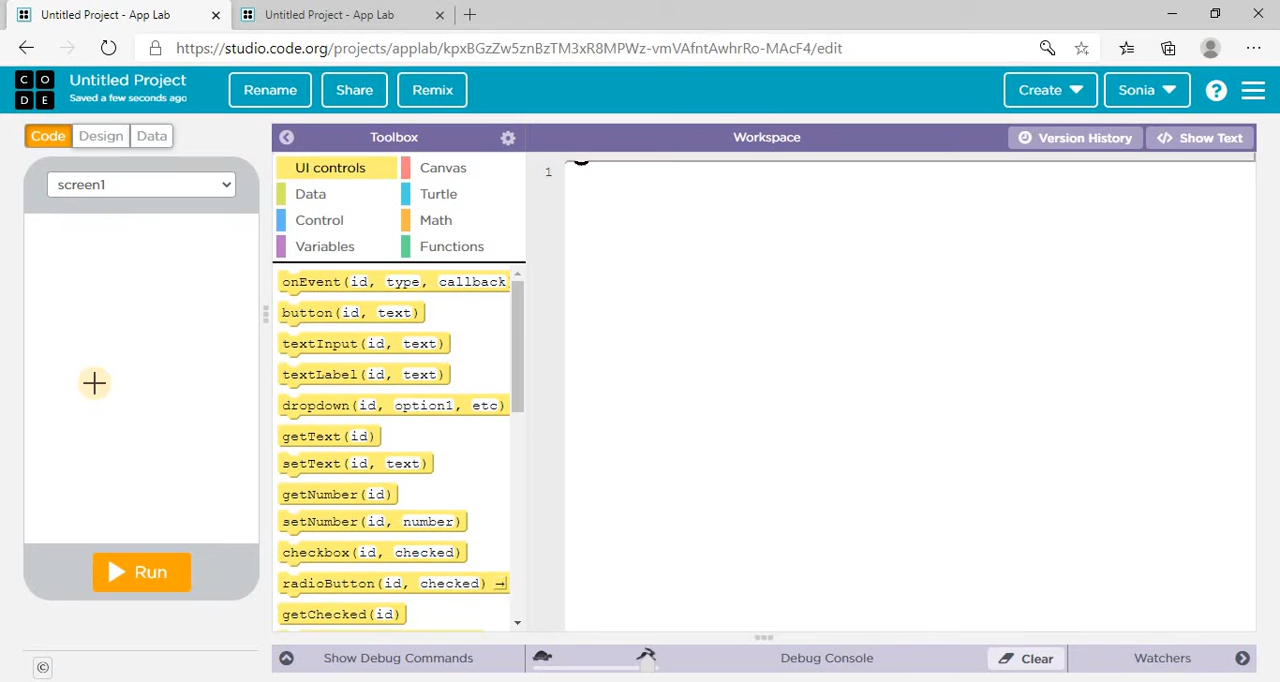 Untitled Project - App Lab
Untitled Project - App Lab
https://studio.code.org/projects/applab/kpxBGzZw5znBzTM3xR8MPWz-vmVAfntAwhrRo-MAcF4/edit
C O D E
Untitled Project
Saved a few seconds ago
Rename
Share
Remix
Create
Sonia
?
Code
Design
Data
Toolbox
Workspace
Version History
Show Text
screen1
UI controls
Canvas
Data
Turtle
Control
Math
Variables
Functions
1
onEvent(id, type, callback
button(id, text)
textInput(id, text)
textLabel(id, text)
dropdown(id, option1, etc)
getText(id)
setText(id, text)
getNumber(id)
setNumber(id, number)
checkbox(id, checked)
radioButton(id, checked)
getChecked(id)
Run
©
Show Debug Commands
Debug Console
Clear
Watchers